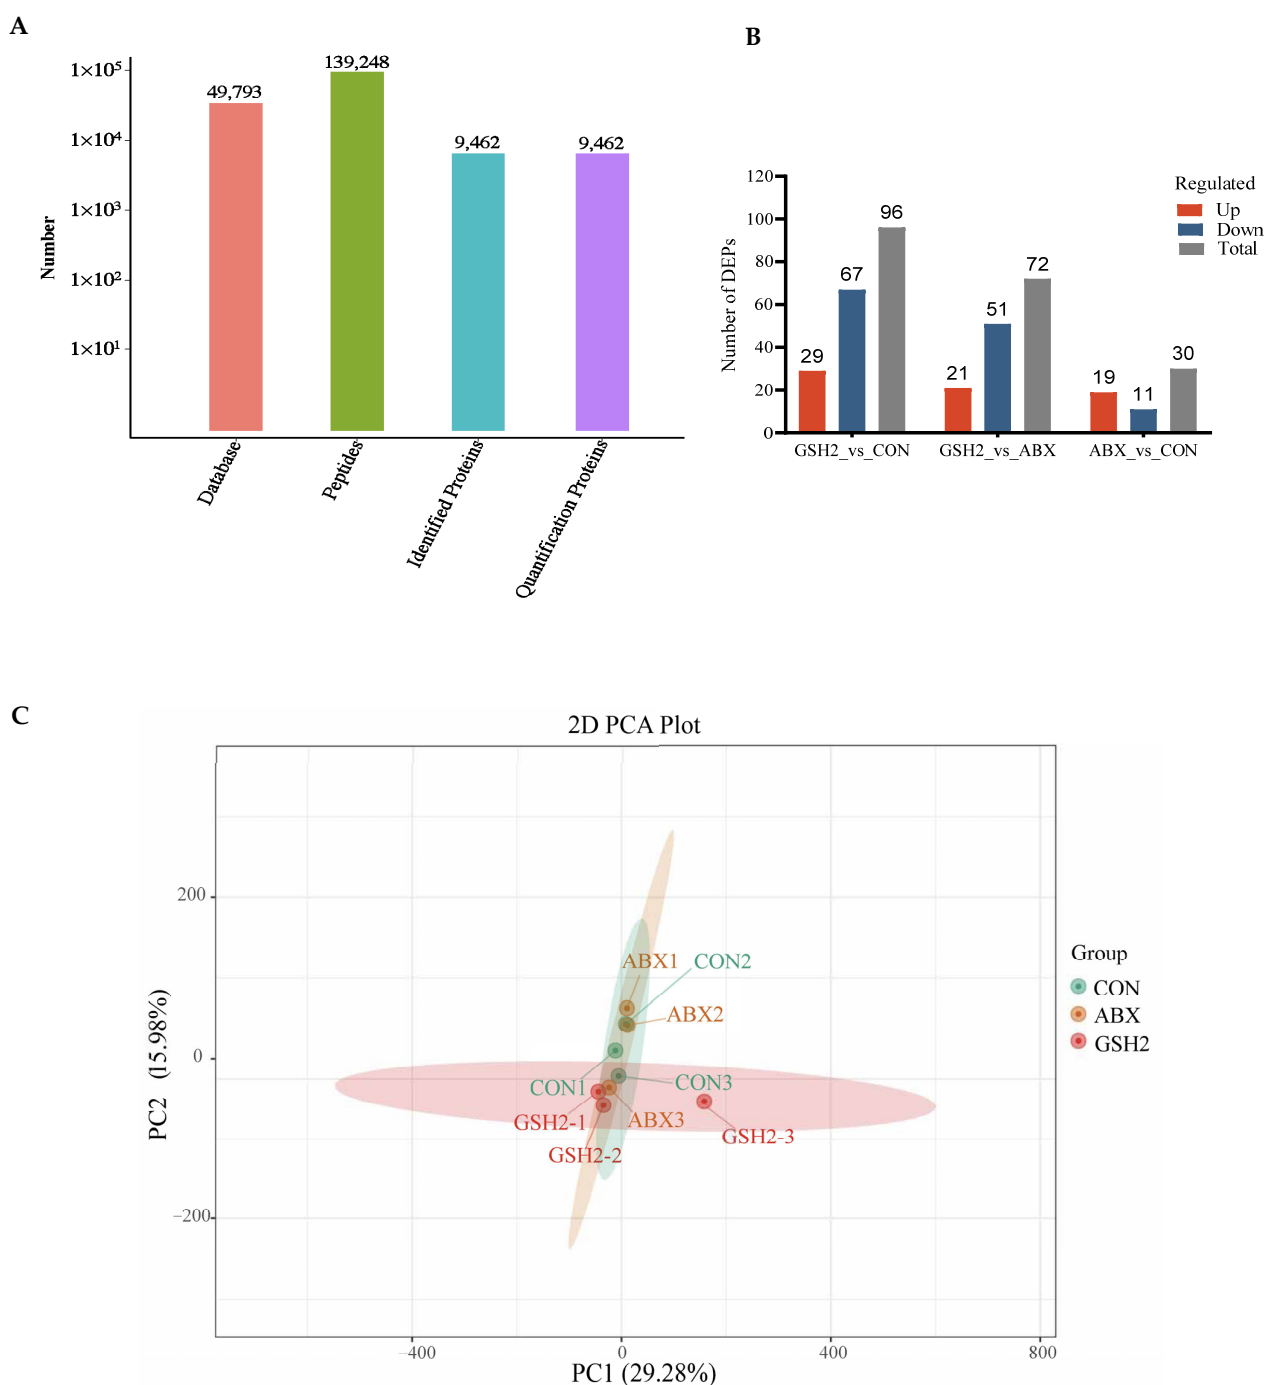 A
Number
1×10⁵
1×10⁴
1×10³
1×10²
1×10¹
49,793
139,248
9,462
9,462
Database
Peptides
Identified Proteins
Quantification Proteins
B
Number of DEPs
120
100
80
60
40
20
0
29
67
96
21
51
72
19
11
30
GSH2_vs_CON
GSH2_vs_ABX
ABX_vs_CON
Regulated
Up
Down
Total
C
2D PCA Plot
PC2 (15.98%)
200
0
−200
ABX1
CON2
ABX2
CON1
CON3
GSH2-1
ABX3
GSH2-3
GSH2-2
−400
0
400
800
PC1 (29.28%)
Group
CON
ABX
GSH2